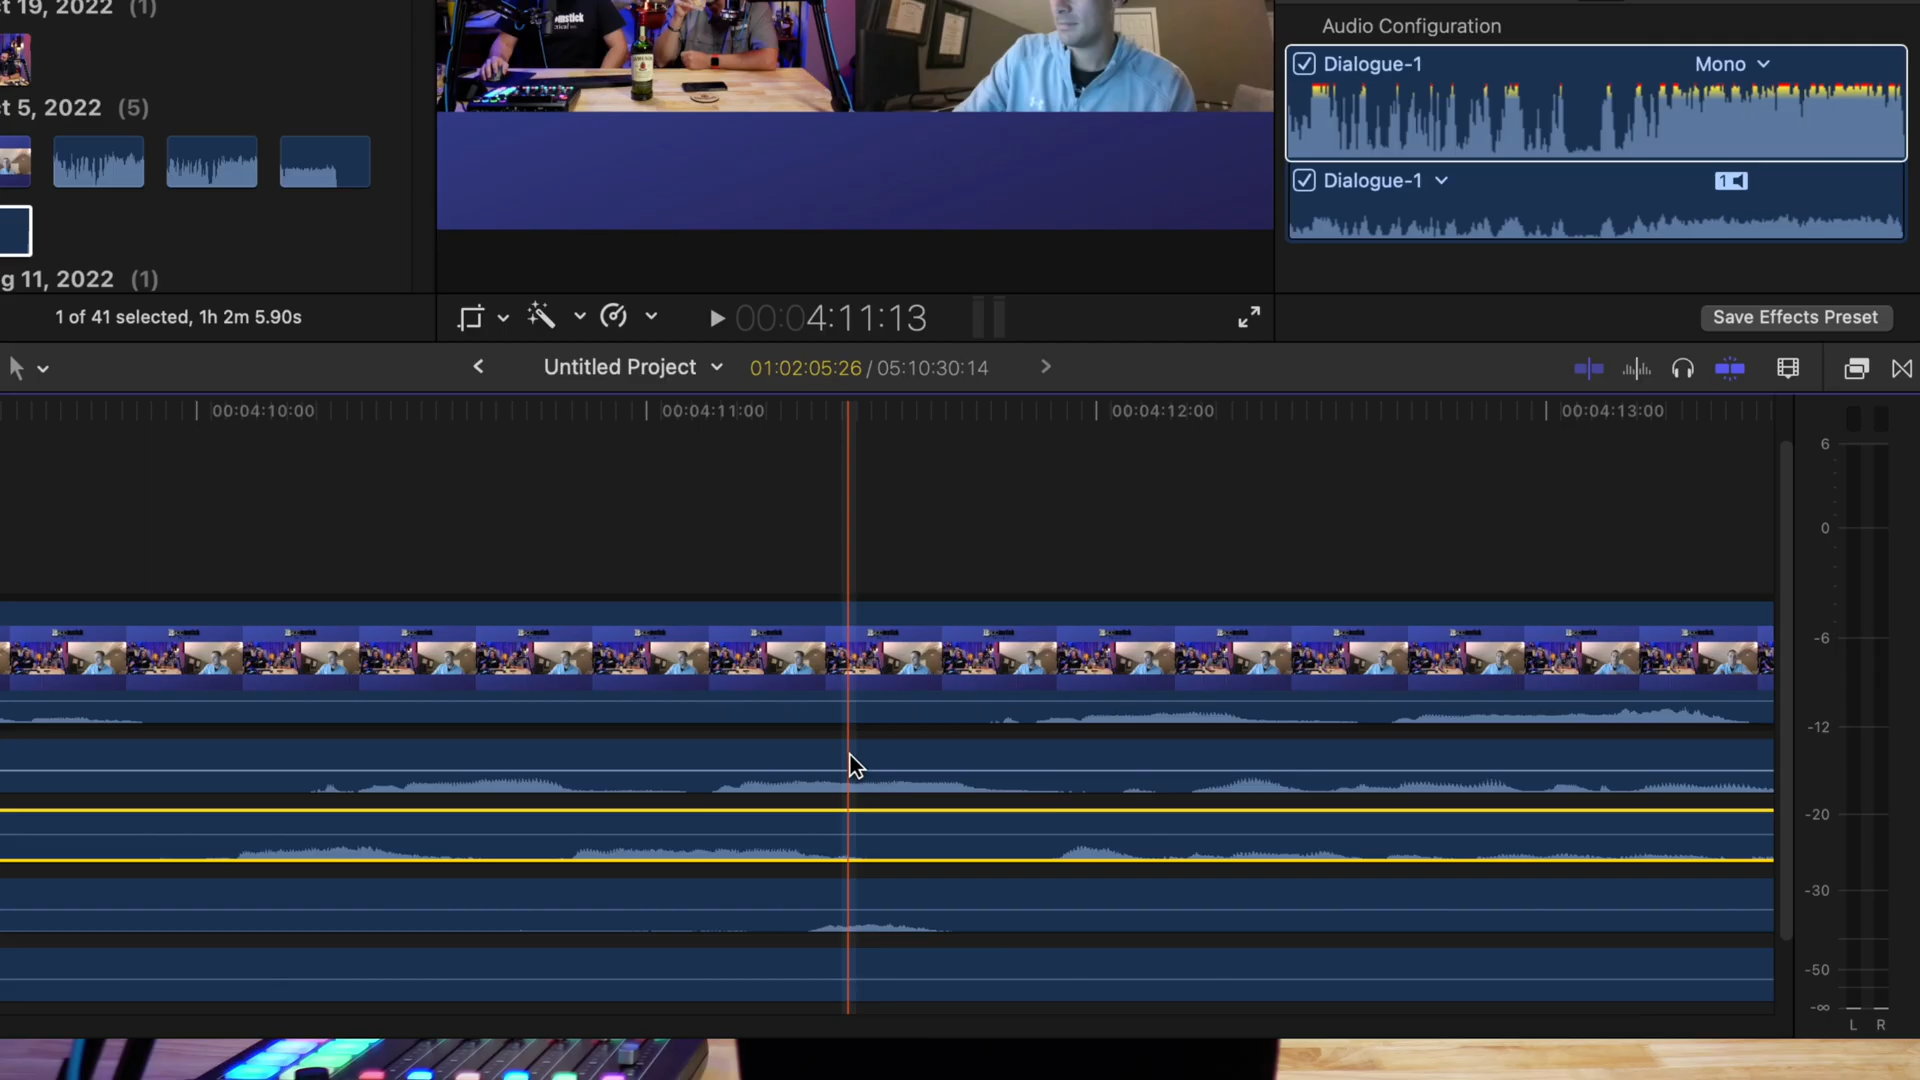 ct 19, 2022 (1)
ct 5, 2022 (5)
g 11, 2022 (1)
1 of 41 selected, 1h 2m 5.90s
Audio Configuration
Dialogue-1 Mono
Dialogue-1 1
00:04:11:13
Save Effects Preset
Untitled Project 01:02:05:26 / 05:10:30:14
00:04:10:00 00:04:11:00 00:04:12:00 00:04:13:00
6
0
-6
-12
-20
-30
-50
-∞
L R